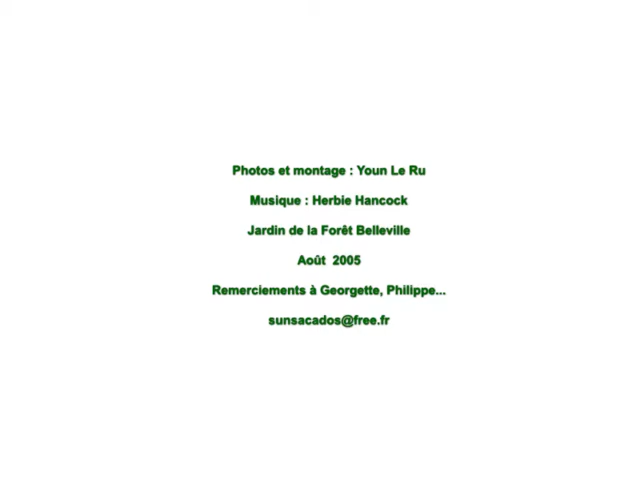 Photos et montage : Youn Le Ru
Musique : Herbie Hancock
Jardin de la Forêt Belleville
Août  2005
Remerciements à Georgette, Philippe...
sunsacados@free.fr